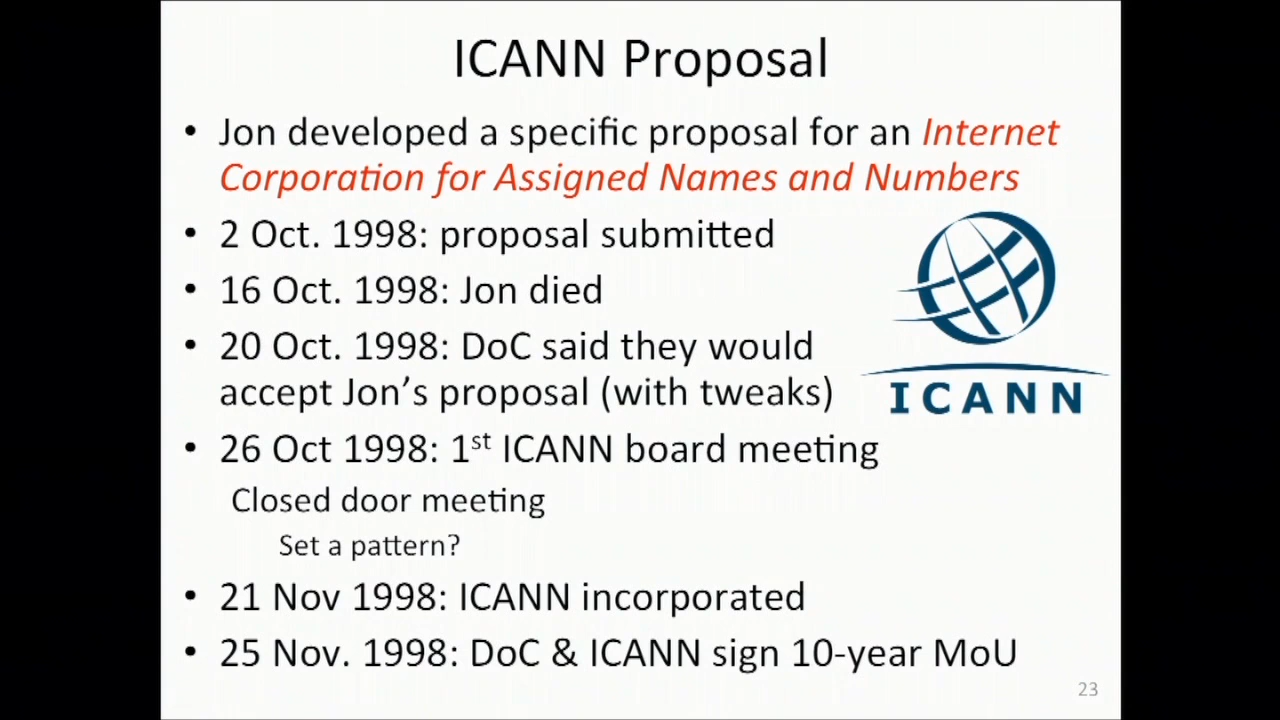 ICANN Proposal
• Jon developed a specific proposal for an Internet
Corporation for Assigned Names and Numbers
• 2 Oct. 1998: proposal submitted
• 16 Oct. 1998: Jon died
• 20 Oct. 1998: DoC said they would
accept Jon’s proposal (with tweaks)
ICANN
• 26 Oct 1998: 1st ICANN board meeting
Closed door meeting
Set a pattern?
• 21 Nov 1998: ICANN incorporated
• 25 Nov. 1998: DoC & ICANN sign 10-year MoU
23